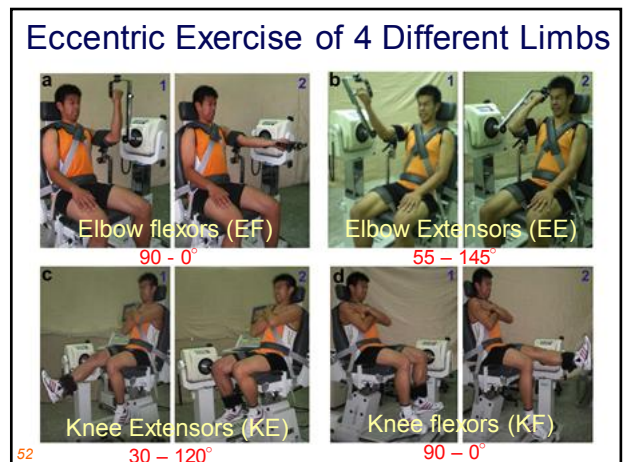 Eccentric Exercise of 4 Different Limbs
a 1 2
Elbow flexors (EF)
90 - 0°
b 1 2
Elbow Extensors (EE)
55 – 145°
c 1 2
Knee Extensors (KE)
30 – 120°
d 1 2
Knee flexors (KF)
90 – 0°
52